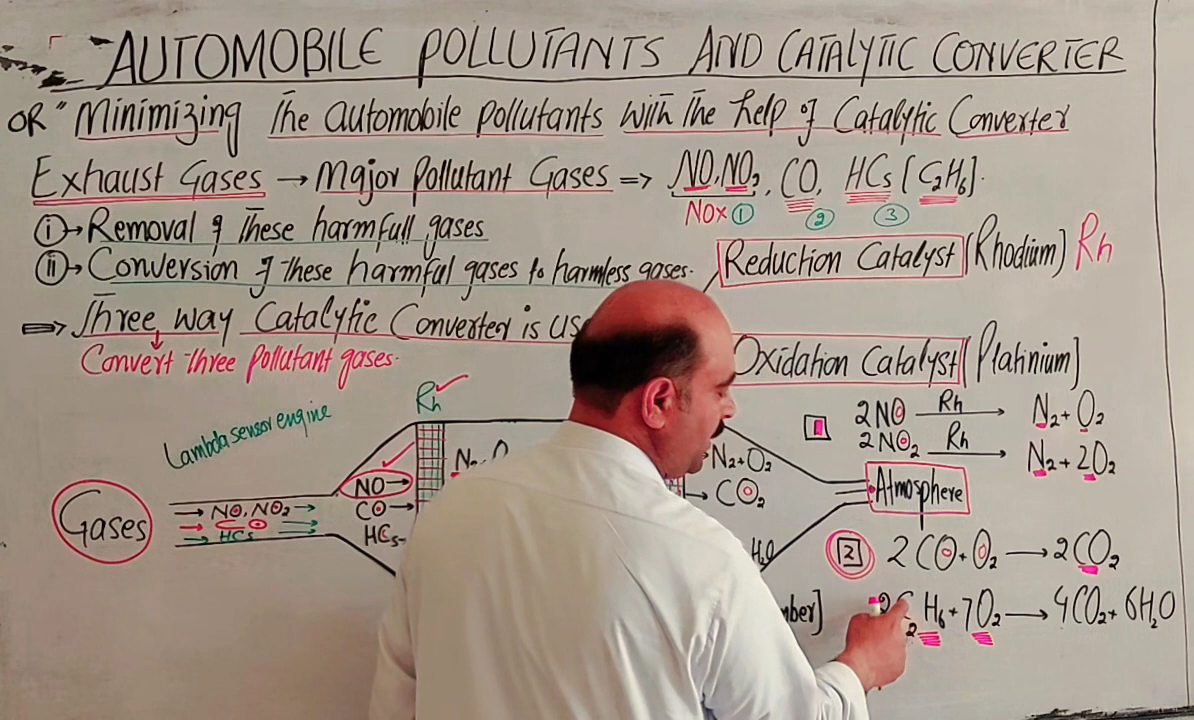 AUTOMOBILE POLLUTANTS AND CATALYTIC CONVERTER
OR "Minimizing The automobile pollutants with the help of Catalytic Converter
Exhaust Gases → Major Pollutant Gases => NO, NO₂, CO, HCs [C₂H₆].
NOx ① ② ③
(i)→ Removal of These harmfull gases
(ii)→ Conversion of these harmful gases to harmless gases.
Reduction Catalyst (Rhodium) Rh
=> Three way Catalytic Converter is us
Convert three pollutant gases.
Oxidation Catalyst (Platinium]
Rh
Lambda sensor engine
1 2NO —Rh→ N₂+O₂
2NO₂ —Rh→ N₂+2O₂
Gases
→ NO, NO₂ →
→ CO →
→ HCs →
NO →
CO →
HCs-
N₂
→ N₂+O₂
→ CO₂
H₂O
Atmosphere
2 2CO+O₂ → 2CO₂
mber]
2C₂H₆+7O₂ → 4CO₂+6H₂O